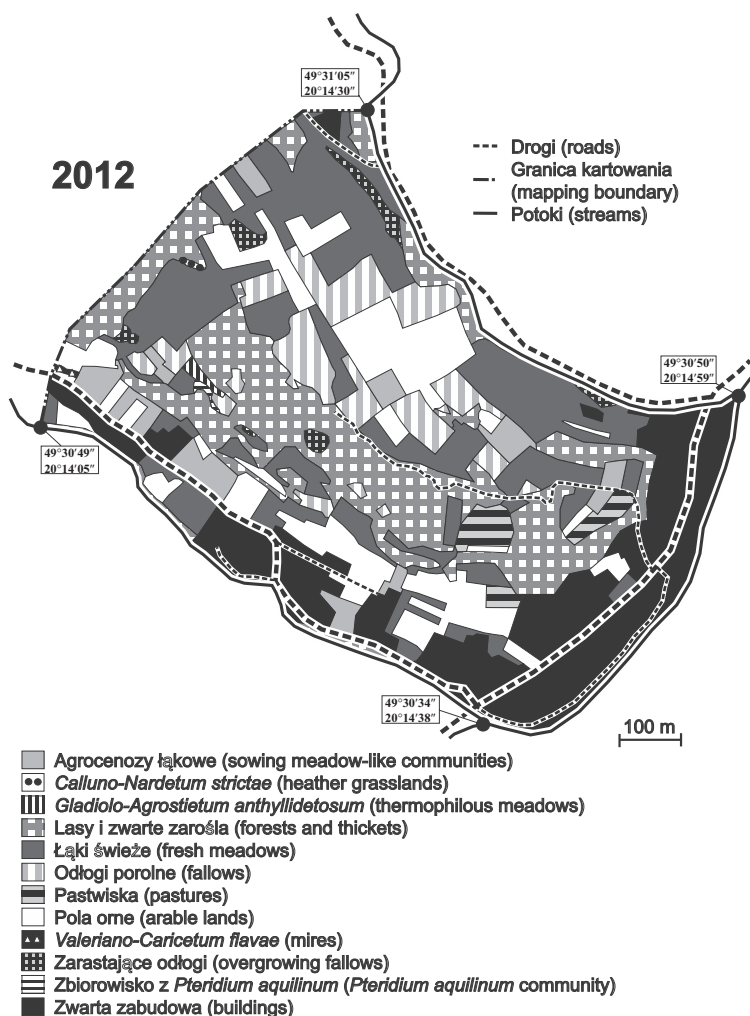 49°31′05″
20°14′30″
2012
Drogi (roads)
Granica kartowania
(mapping boundary)
Potoki (streams)
49°30′50″
20°14′59″
49°30′49″
20°14′05″
49°30′34″
20°14′38″
100 m
Agrocenozy łąkowe (sowing meadow-like communities)
Calluno-Nardetum strictae (heather grasslands)
Gladiolo-Agrostietum anthyllidetosum (thermophilous meadows)
Lasy i zwarte zarośla (forests and thickets)
Łąki świeże (fresh meadows)
Odłogi porolne (fallows)
Pastwiska (pastures)
Pola orne (arable lands)
Valeriano-Caricetum flavae (mires)
Zarastające odłogi (overgrowing fallows)
Zbiorowisko z Pteridium aquilinum (Pteridium aquilinum community)
Zwarta zabudowa (buildings)